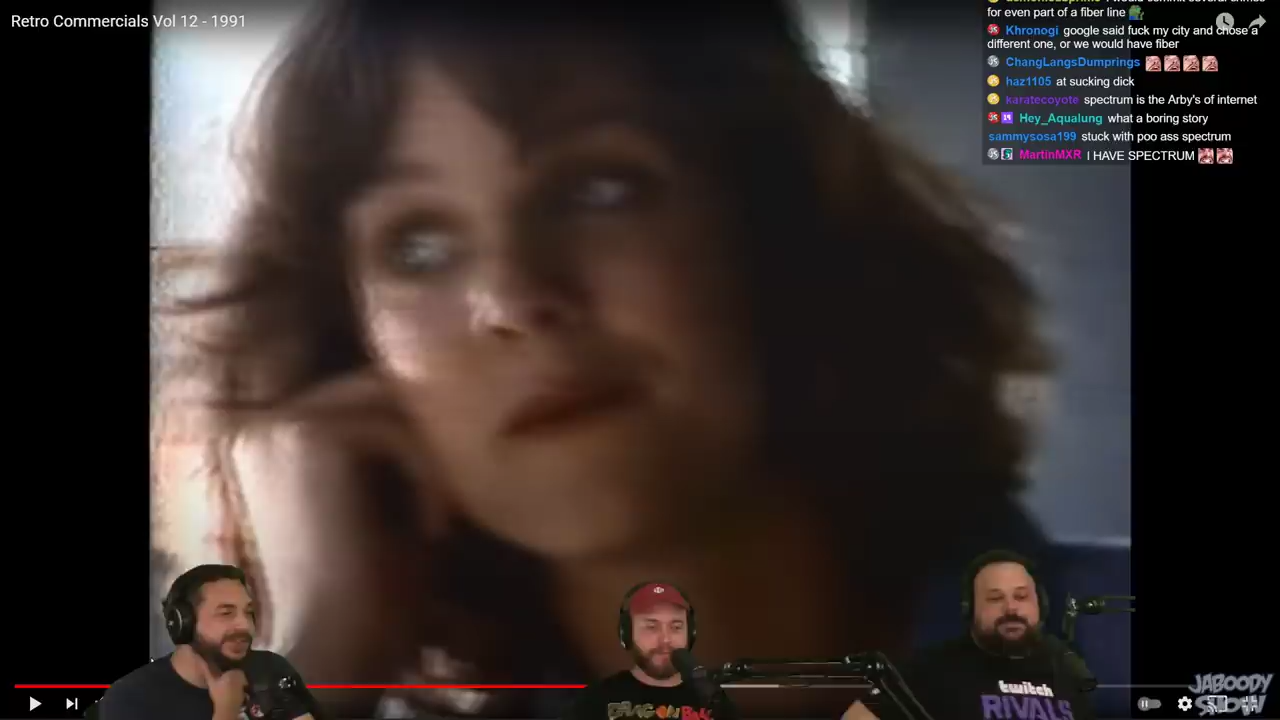 Retro Commercials Vol 12 - 1991
for even part of a fiber line
Khronogi google said fuck my city and chose a
different one, or we would have fiber
ChangLangsDumprings
haz1105 at sucking dick
karatecoyote spectrum is the Arby's of internet
Hey_Aqualung what a boring story
sammysosa199 stuck with poo ass spectrum
MartinMXR I HAVE SPECTRUM
twitch
RIVALS
JABOODY
SHOW